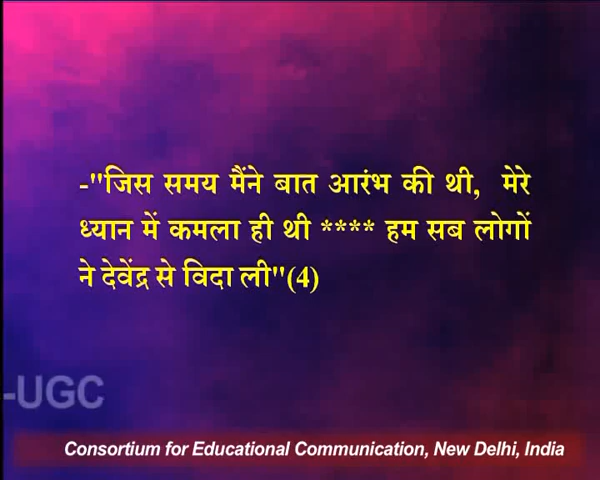 -"जिस समय मैंने बात आरंभ की थी, मेरे
ध्यान में कमला ही थी **** हम सब लोगों
ने देवेंद्र से विदा ली"(4)
-UGC
Consortium for Educational Communication, New Delhi, India